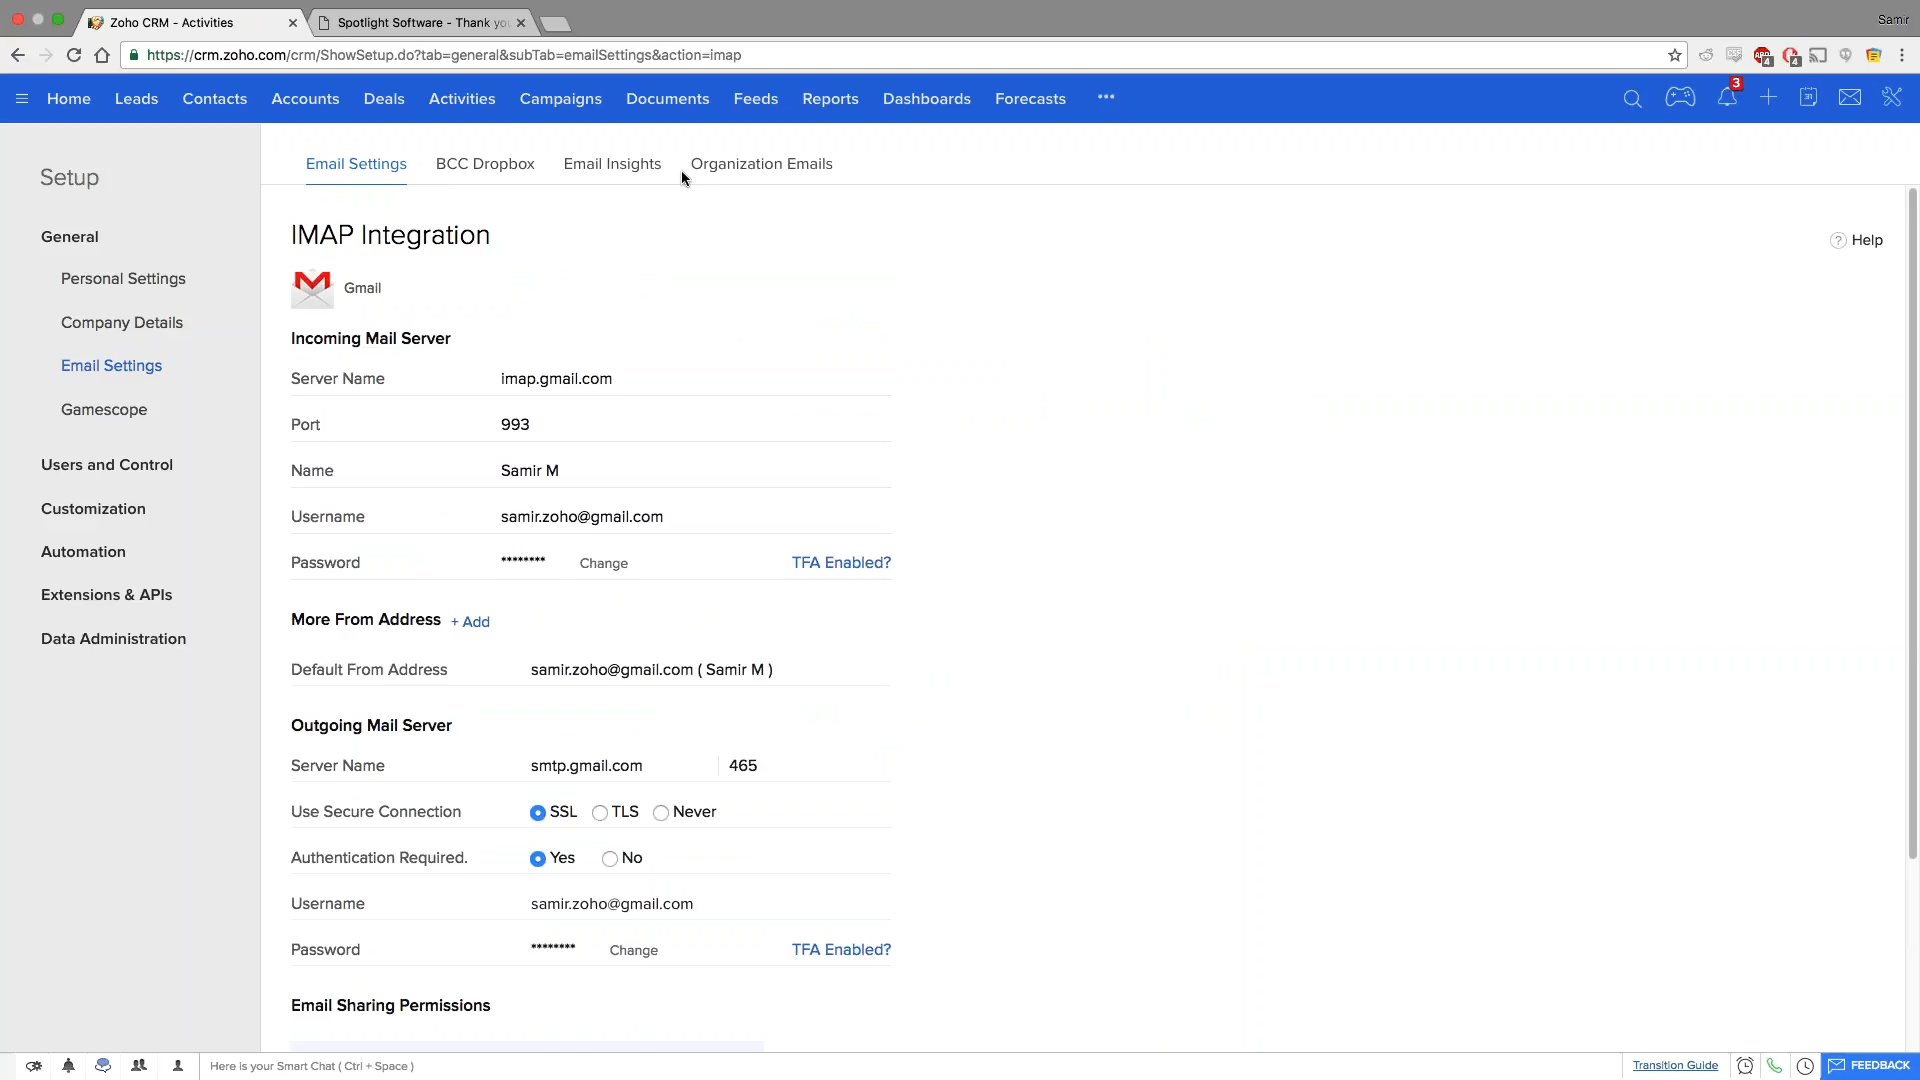 Zoho CRM - Activities
Spotlight Software - Thank yo
Samir
https://crm.zoho.com/crm/ShowSetup.do?tab=general&subTab=emailSettings&action=imap
4
4
Home
Leads
Contacts
Accounts
Deals
Activities
Campaigns
Documents
Feeds
Reports
Dashboards
Forecasts
3
31
Setup
General
Personal Settings
Company Details
Email Settings
Gamescope
Users and Control
Customization
Automation
Extensions & APIs
Data Administration
Email Settings
BCC Dropbox
Email Insights
Organization Emails
IMAP Integration
? Help
Gmail
Incoming Mail Server
Server Name imap.gmail.com
Port 993
Name Samir M
Username samir.zoho@gmail.com
Password ******** Change TFA Enabled?
More From Address + Add
Default From Address samir.zoho@gmail.com ( Samir M )
Outgoing Mail Server
Server Name smtp.gmail.com 465
Use Secure Connection SSL TLS Never
Authentication Required. Yes No
Username samir.zoho@gmail.com
Password ******** Change TFA Enabled?
Email Sharing Permissions
Here is your Smart Chat ( Ctrl + Space )
Transition Guide
FEEDBACK